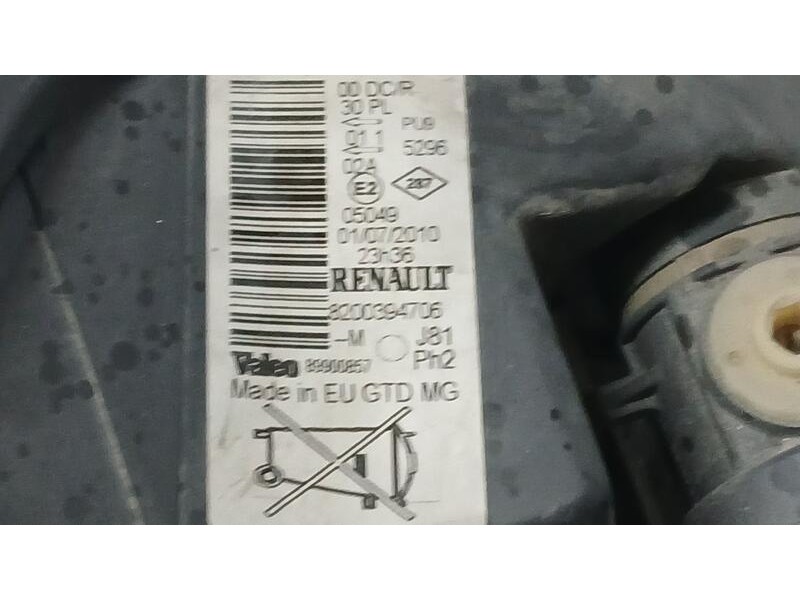 00 DC/R
30 PL
01 1 PU9
02A 5296
E2 287
05049
01/07/2010
23h36
RENAULT
8200394706
-M J81
Valeo 89900857 Ph2
Made in EU GTD MG